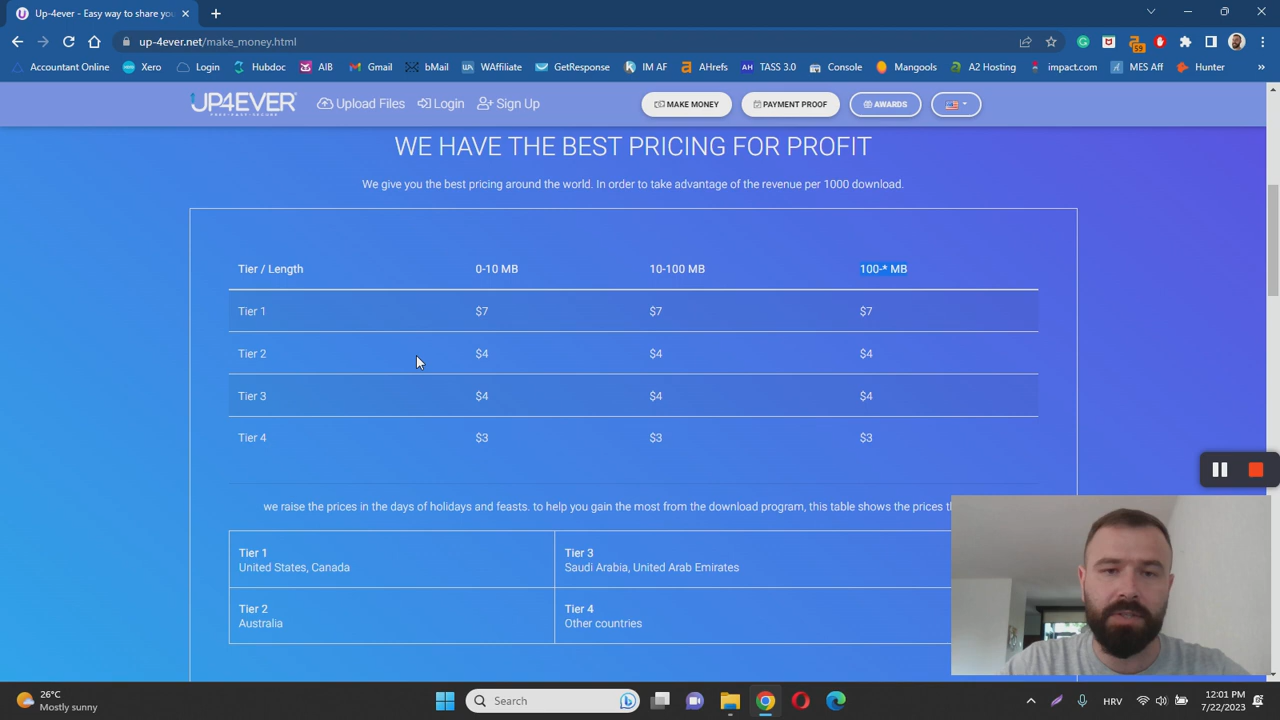 Up-4ever - Easy way to share you
up-4ever.net/make_money.html
59
Accountant Online Xero Login Hubdoc AIB Gmail bMail WAffiliate GetResponse IM AF AHrefs TASS 3.0 Console Mangools A2 Hosting impact.com MES Aff Hunter »
UP4EVER Upload Files Login Sign Up MAKE MONEY PAYMENT PROOF AWARDS
FREE•EASY•SECURE
WE HAVE THE BEST PRICING FOR PROFIT
We give you the best pricing around the world. In order to take advantage of the revenue per 1000 download.
Tier / Length 0-10 MB 10-100 MB 100-* MB
Tier 1 $7 $7 $7
Tier 2 $4 $4 $4
Tier 3 $4 $4 $4
Tier 4 $3 $3 $3
we raise the prices in the days of holidays and feasts. to help you gain the most from the download program, this table shows the prices
Tier 1 Tier 3
United States, Canada Saudi Arabia, United Arab Emirates
Tier 2 Tier 4
Australia Other countries
26°C
Mostly sunny
Search
HRV
12:01 PM
7/22/2023